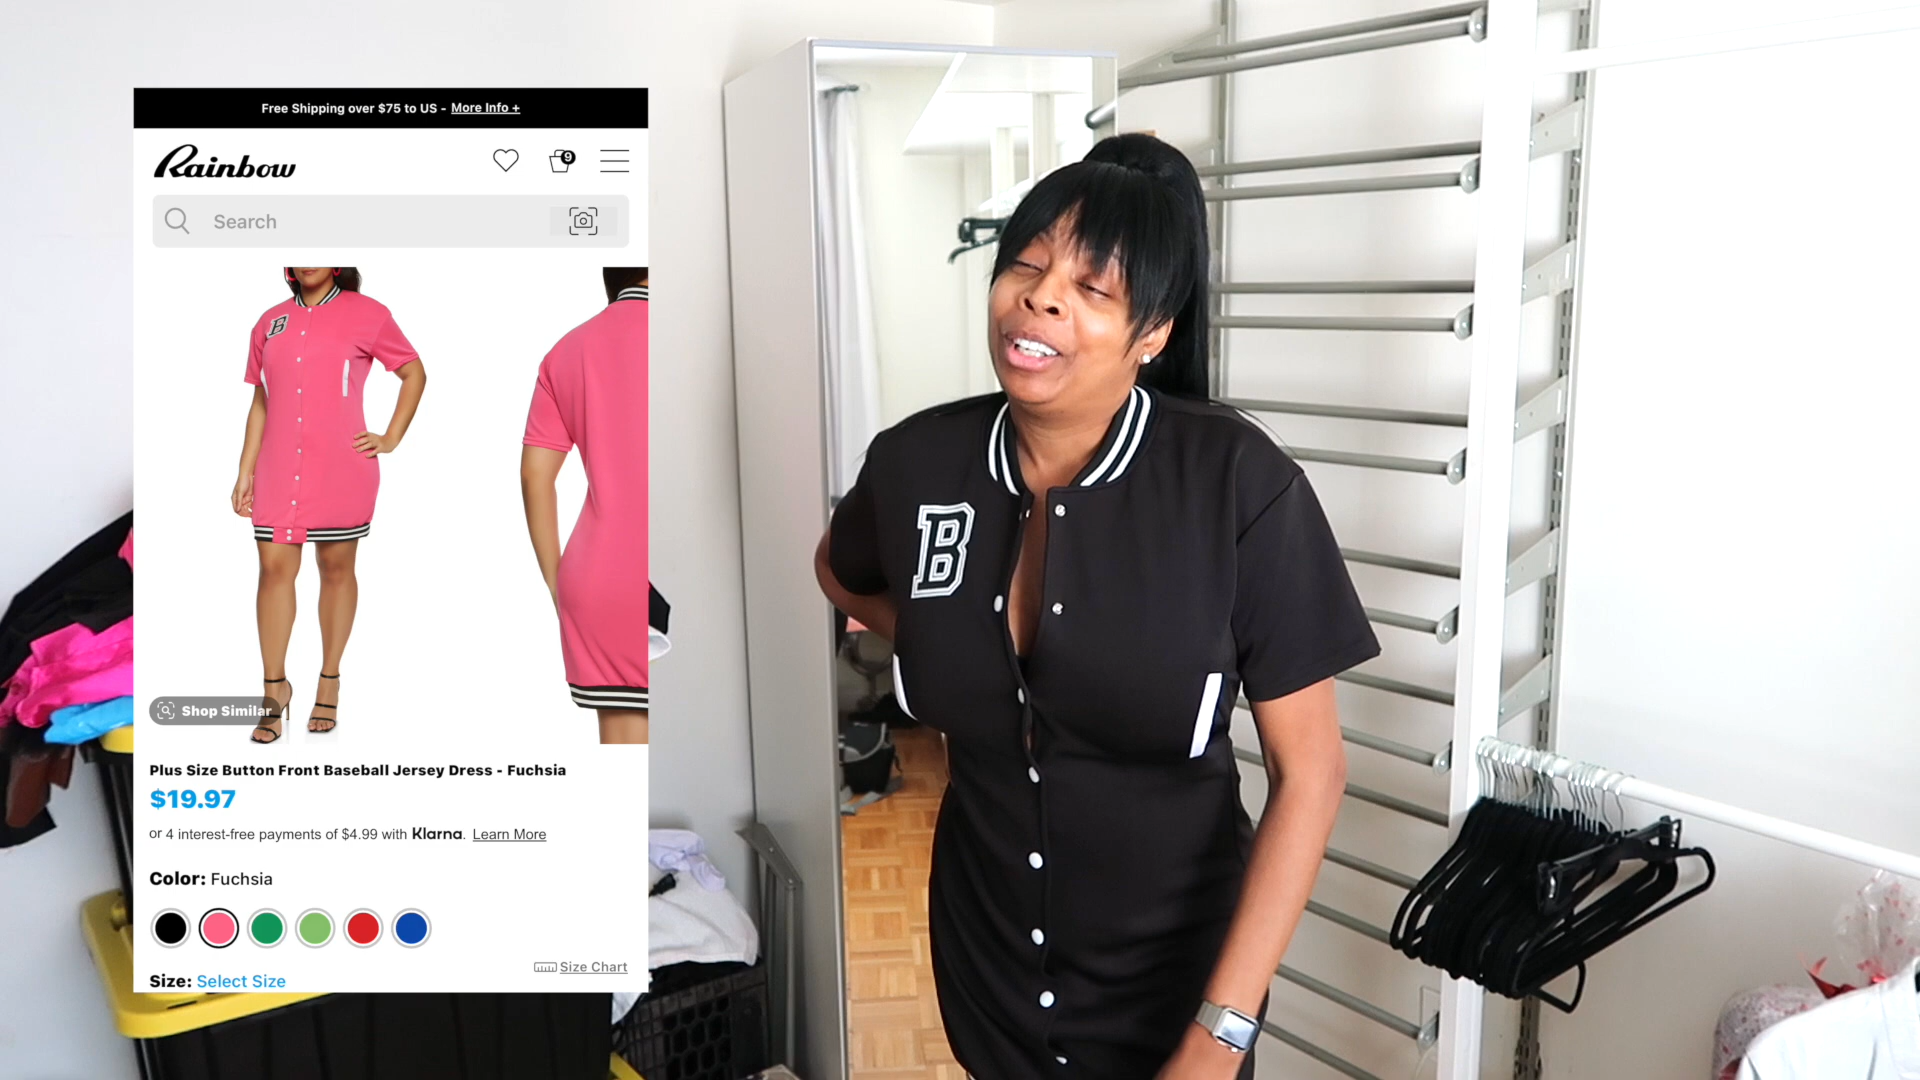 Free Shipping over $75 to US - More Info +
Rainbow
9
Search
B
Shop Similar
Plus Size Button Front Baseball Jersey Dress - Fuchsia
$19.97
or 4 interest-free payments of $4.99 with Klarna. Learn More
Color: Fuchsia
Size Chart
Size: Select Size
B